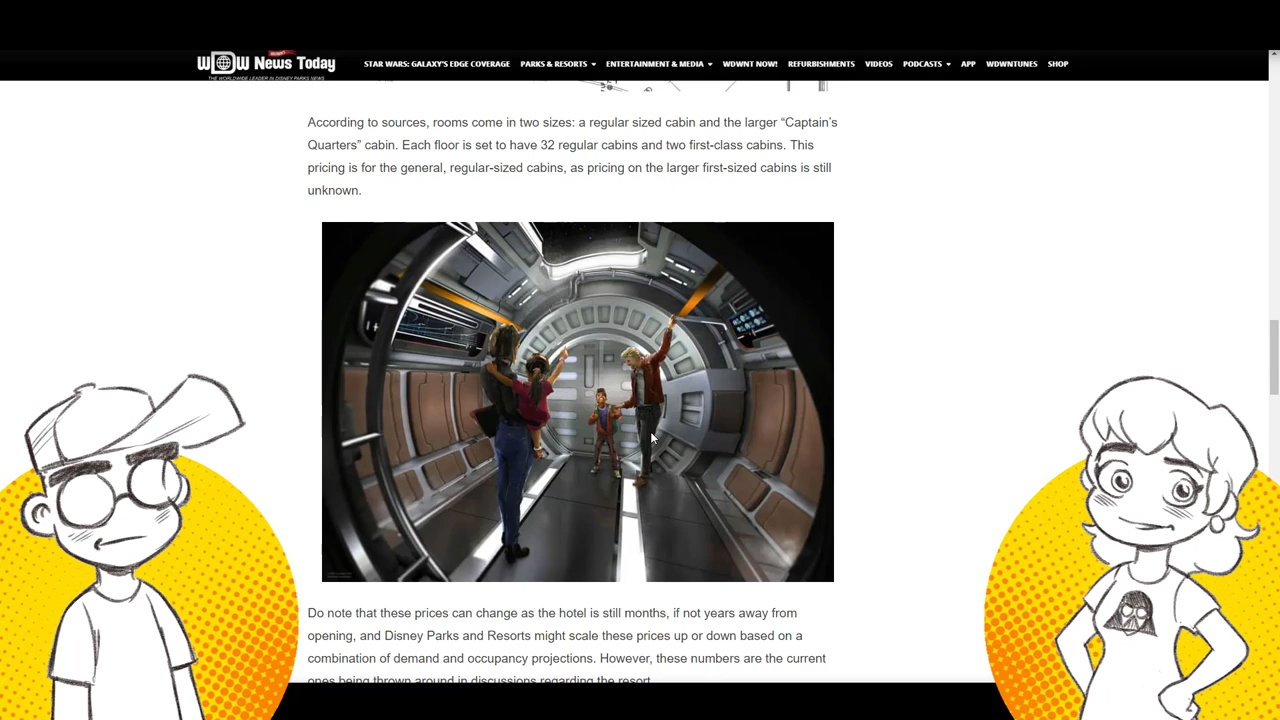 WDW News Today
THE WORLDWIDE LEADER IN DISNEY PARKS NEWS
STAR WARS: GALAXY'S EDGE COVERAGE PARKS & RESORTS ENTERTAINMENT & MEDIA WDWNT NOW! REFURBISHMENTS VIDEOS PODCASTS APP WDWNTUNES SHOP
According to sources, rooms come in two sizes: a regular sized cabin and the larger “Captain’s
Quarters” cabin. Each floor is set to have 32 regular cabins and two first-class cabins. This
pricing is for the general, regular-sized cabins, as pricing on the larger first-sized cabins is still
unknown.
Do note that these prices can change as the hotel is still months, if not years away from
opening, and Disney Parks and Resorts might scale these prices up or down based on a
combination of demand and occupancy projections. However, these numbers are the current
ones being thrown around in discussions regarding the resort.